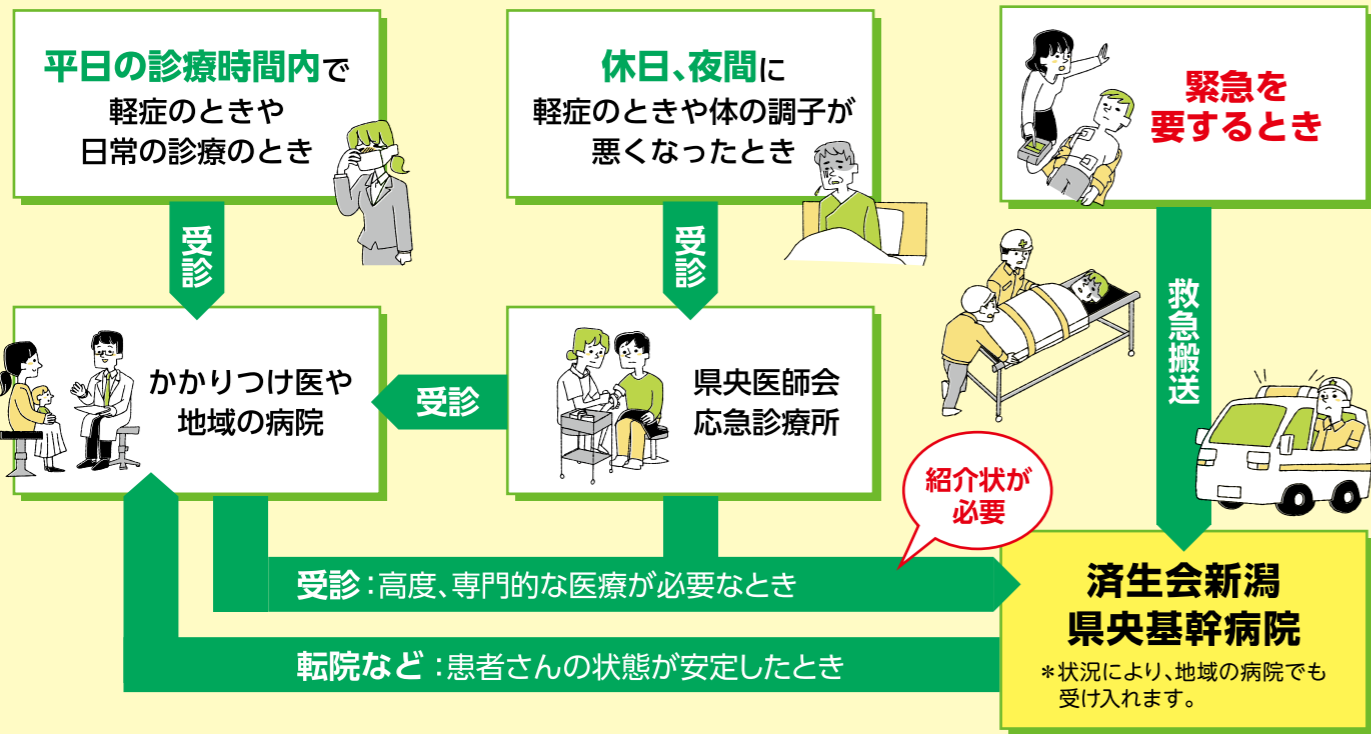 平日の診療時間内で
軽症のときや
日常の診療のとき
休日、夜間に
軽症のときや体の調子が
悪くなったとき
緊急を
要するとき
受診
受診
救急搬送
かかりつけ医や
地域の病院
受診
県央医師会
応急診療所
紹介状が
必要
受診:高度、専門的な医療が必要なとき
転院など:患者さんの状態が安定したとき
済生会新潟
県央基幹病院
*状況により、地域の病院でも
受け入れます。